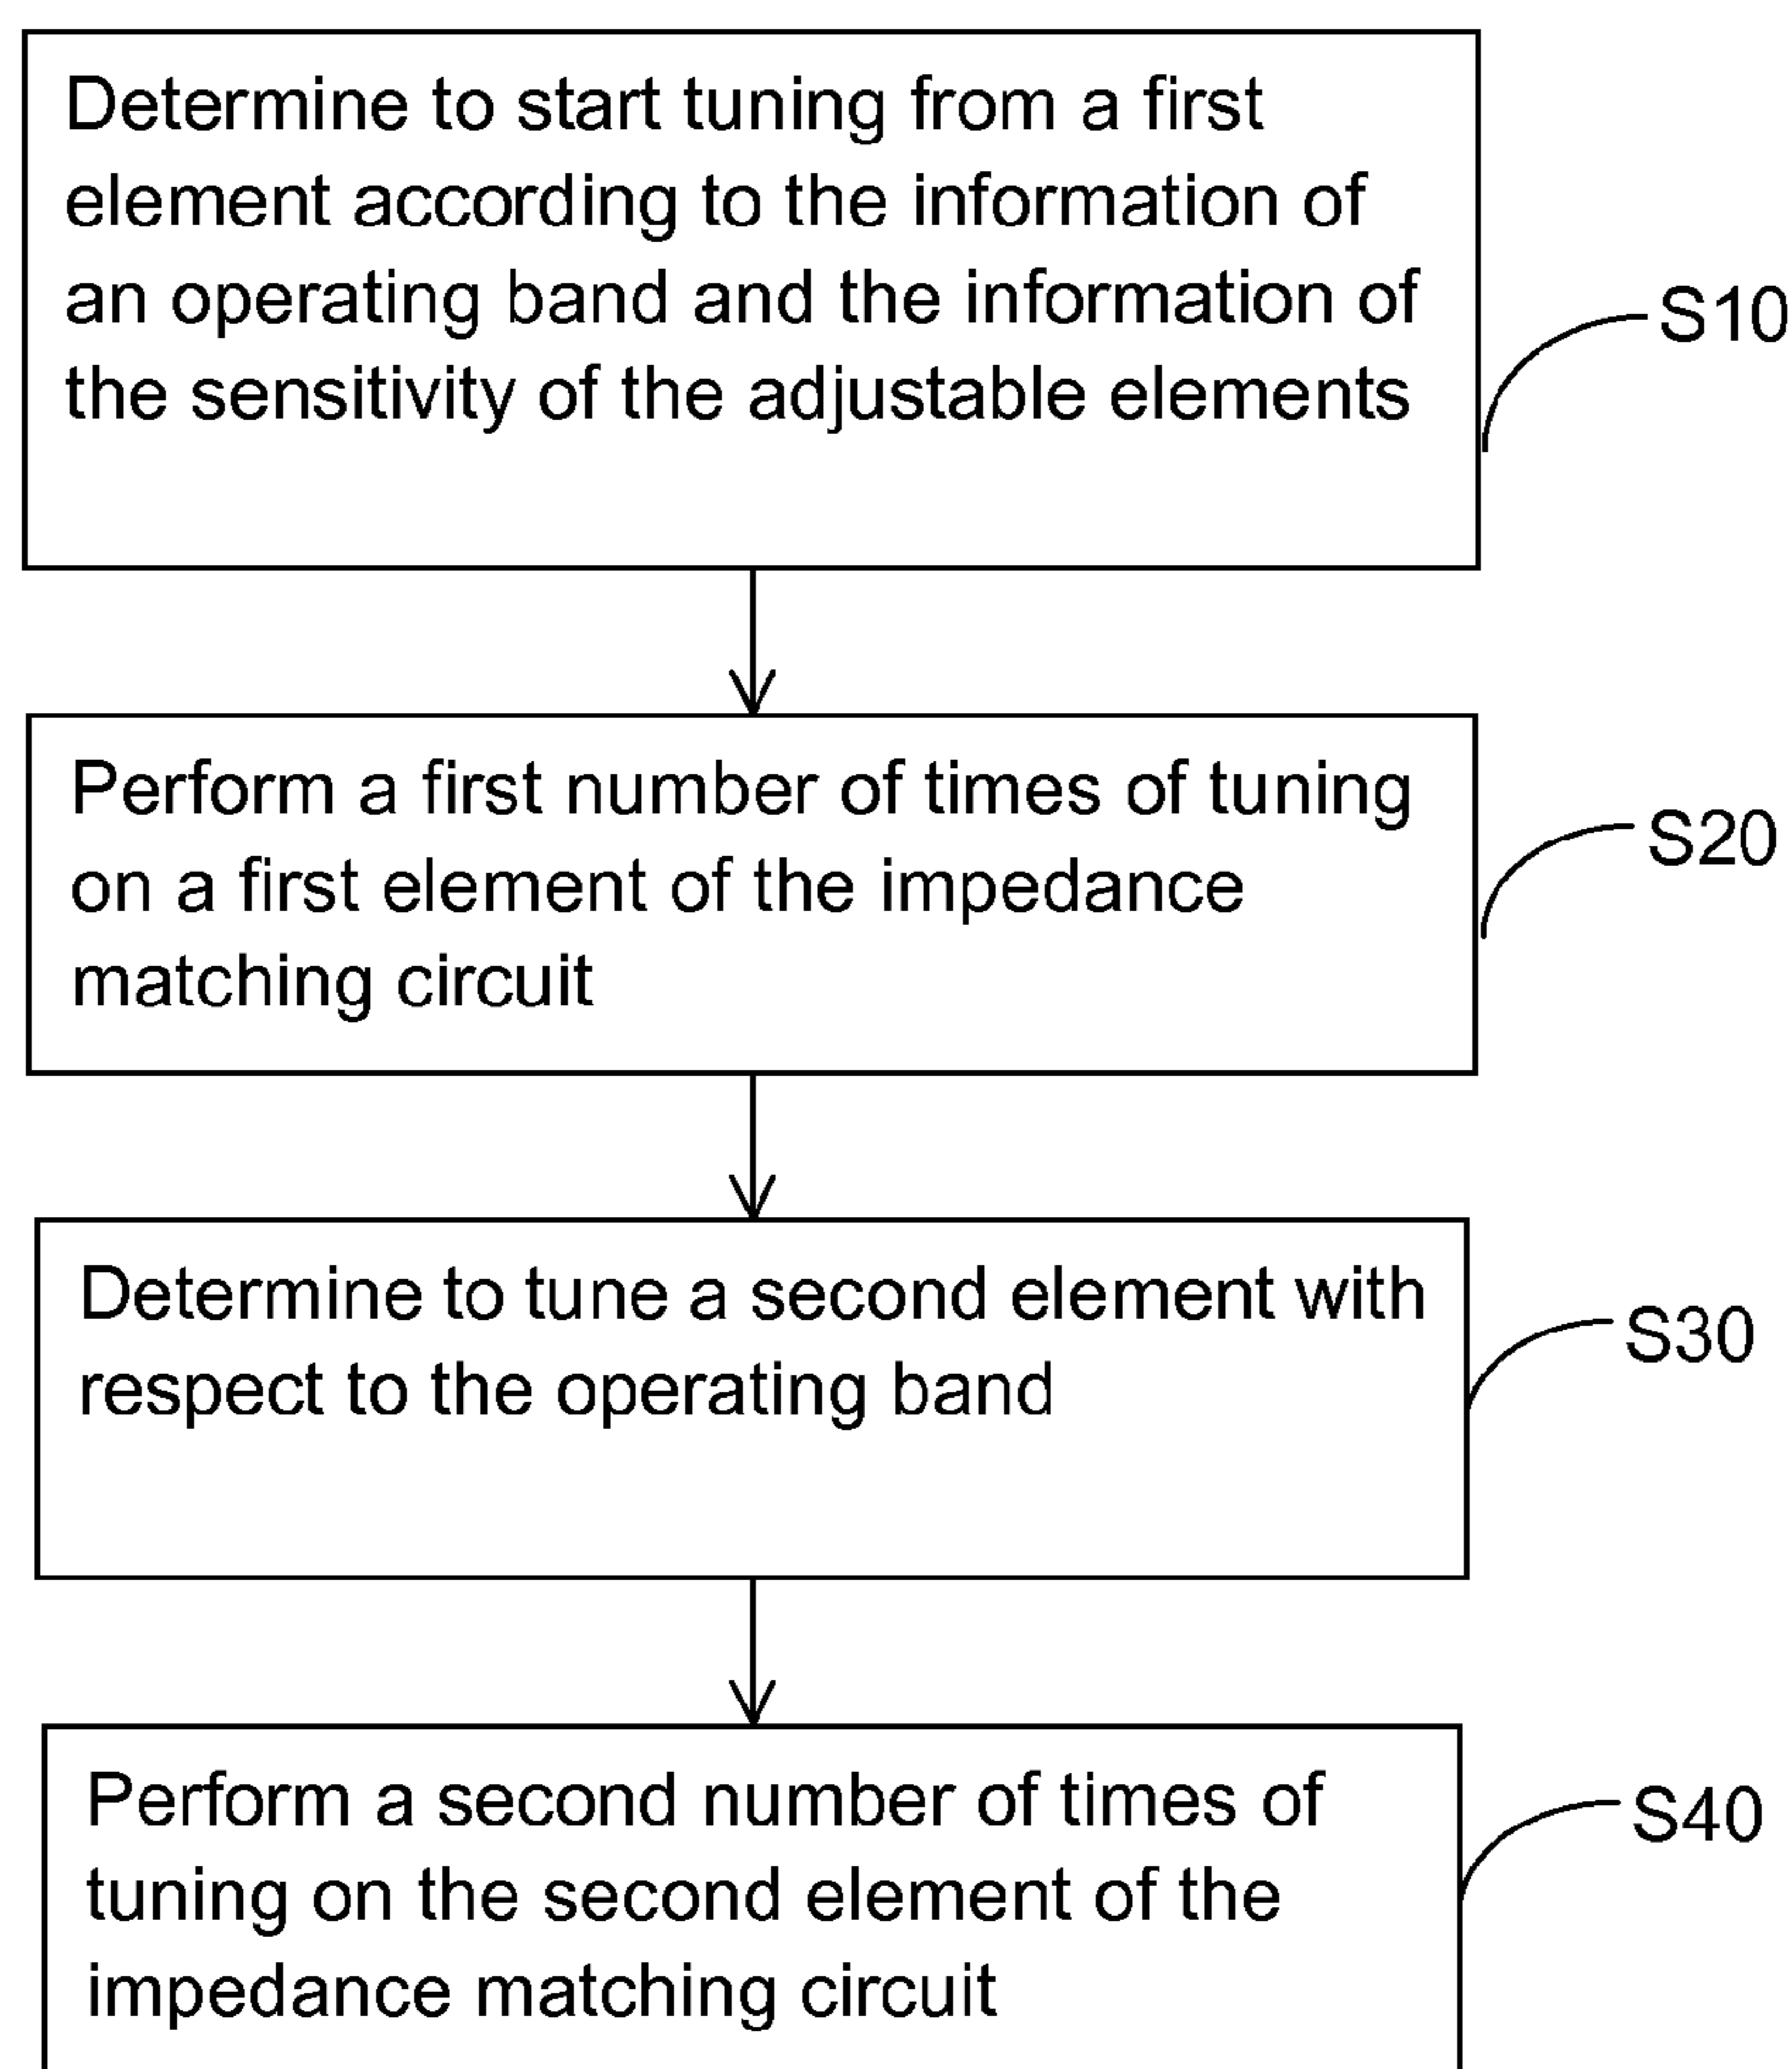 Determine to start tuning from a first
element according to the information of
an operating band and the information of
the sensitivity of the adjustable elements
S10
Perform a first number of times of tuning
on a first element of the impedance
matching circuit
S20
Determine to tune a second element with
respect to the operating band
S30
Perform a second number of times of
tuning on the second element of the
impedance matching circuit
S40